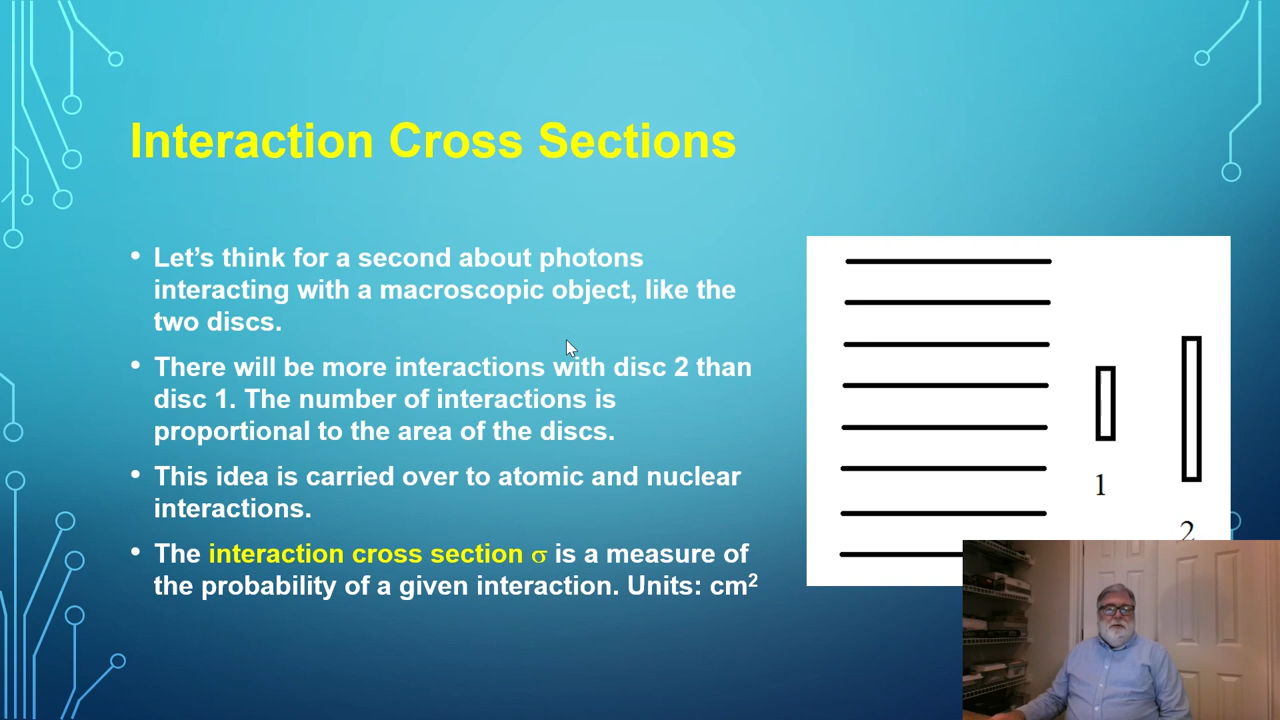 Interaction Cross Sections
• Let’s think for a second about photons
interacting with a macroscopic object, like the
two discs.
• There will be more interactions with disc 2 than
disc 1. The number of interactions is
proportional to the area of the discs.
• This idea is carried over to atomic and nuclear
interactions.
• The interaction cross section σ is a measure of
the probability of a given interaction. Units: cm²
1
2